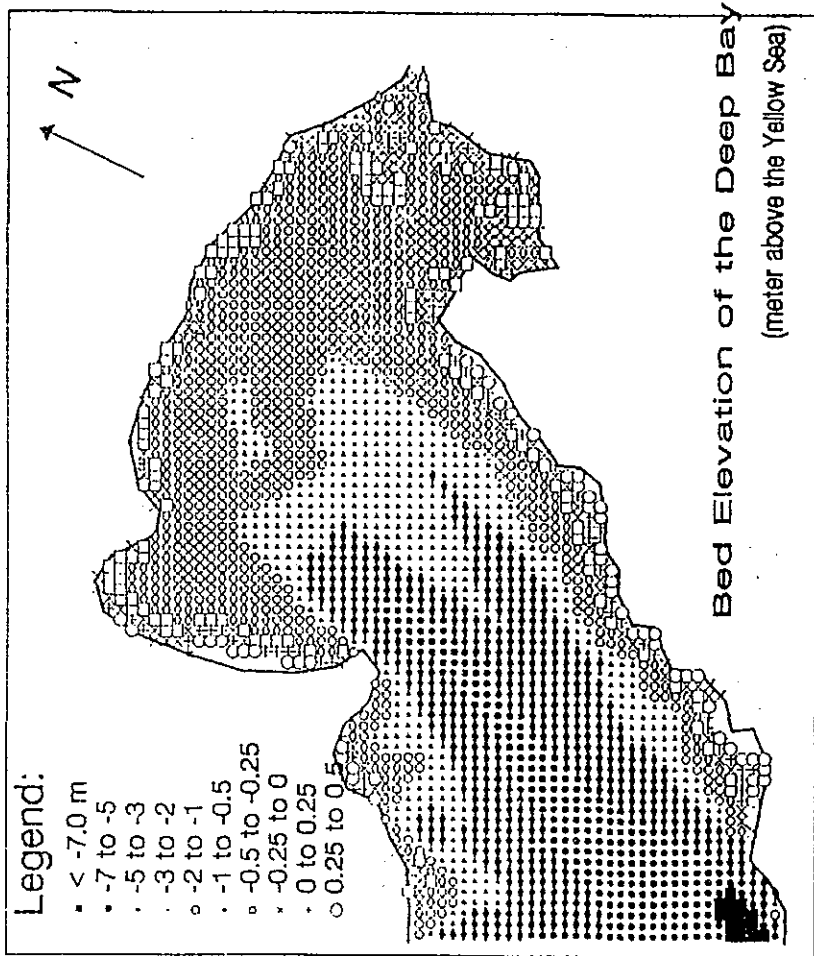 N
Legend:
< -7.0 m
-7 to -5
-5 to -3
-3 to -2
-2 to -1
-1 to -0.5
-0.5 to -0.25
-0.25 to 0
0 to 0.25
0.25 to 0.5
Bed Elevation of the Deep Bay
(meter above the Yellow Sea)